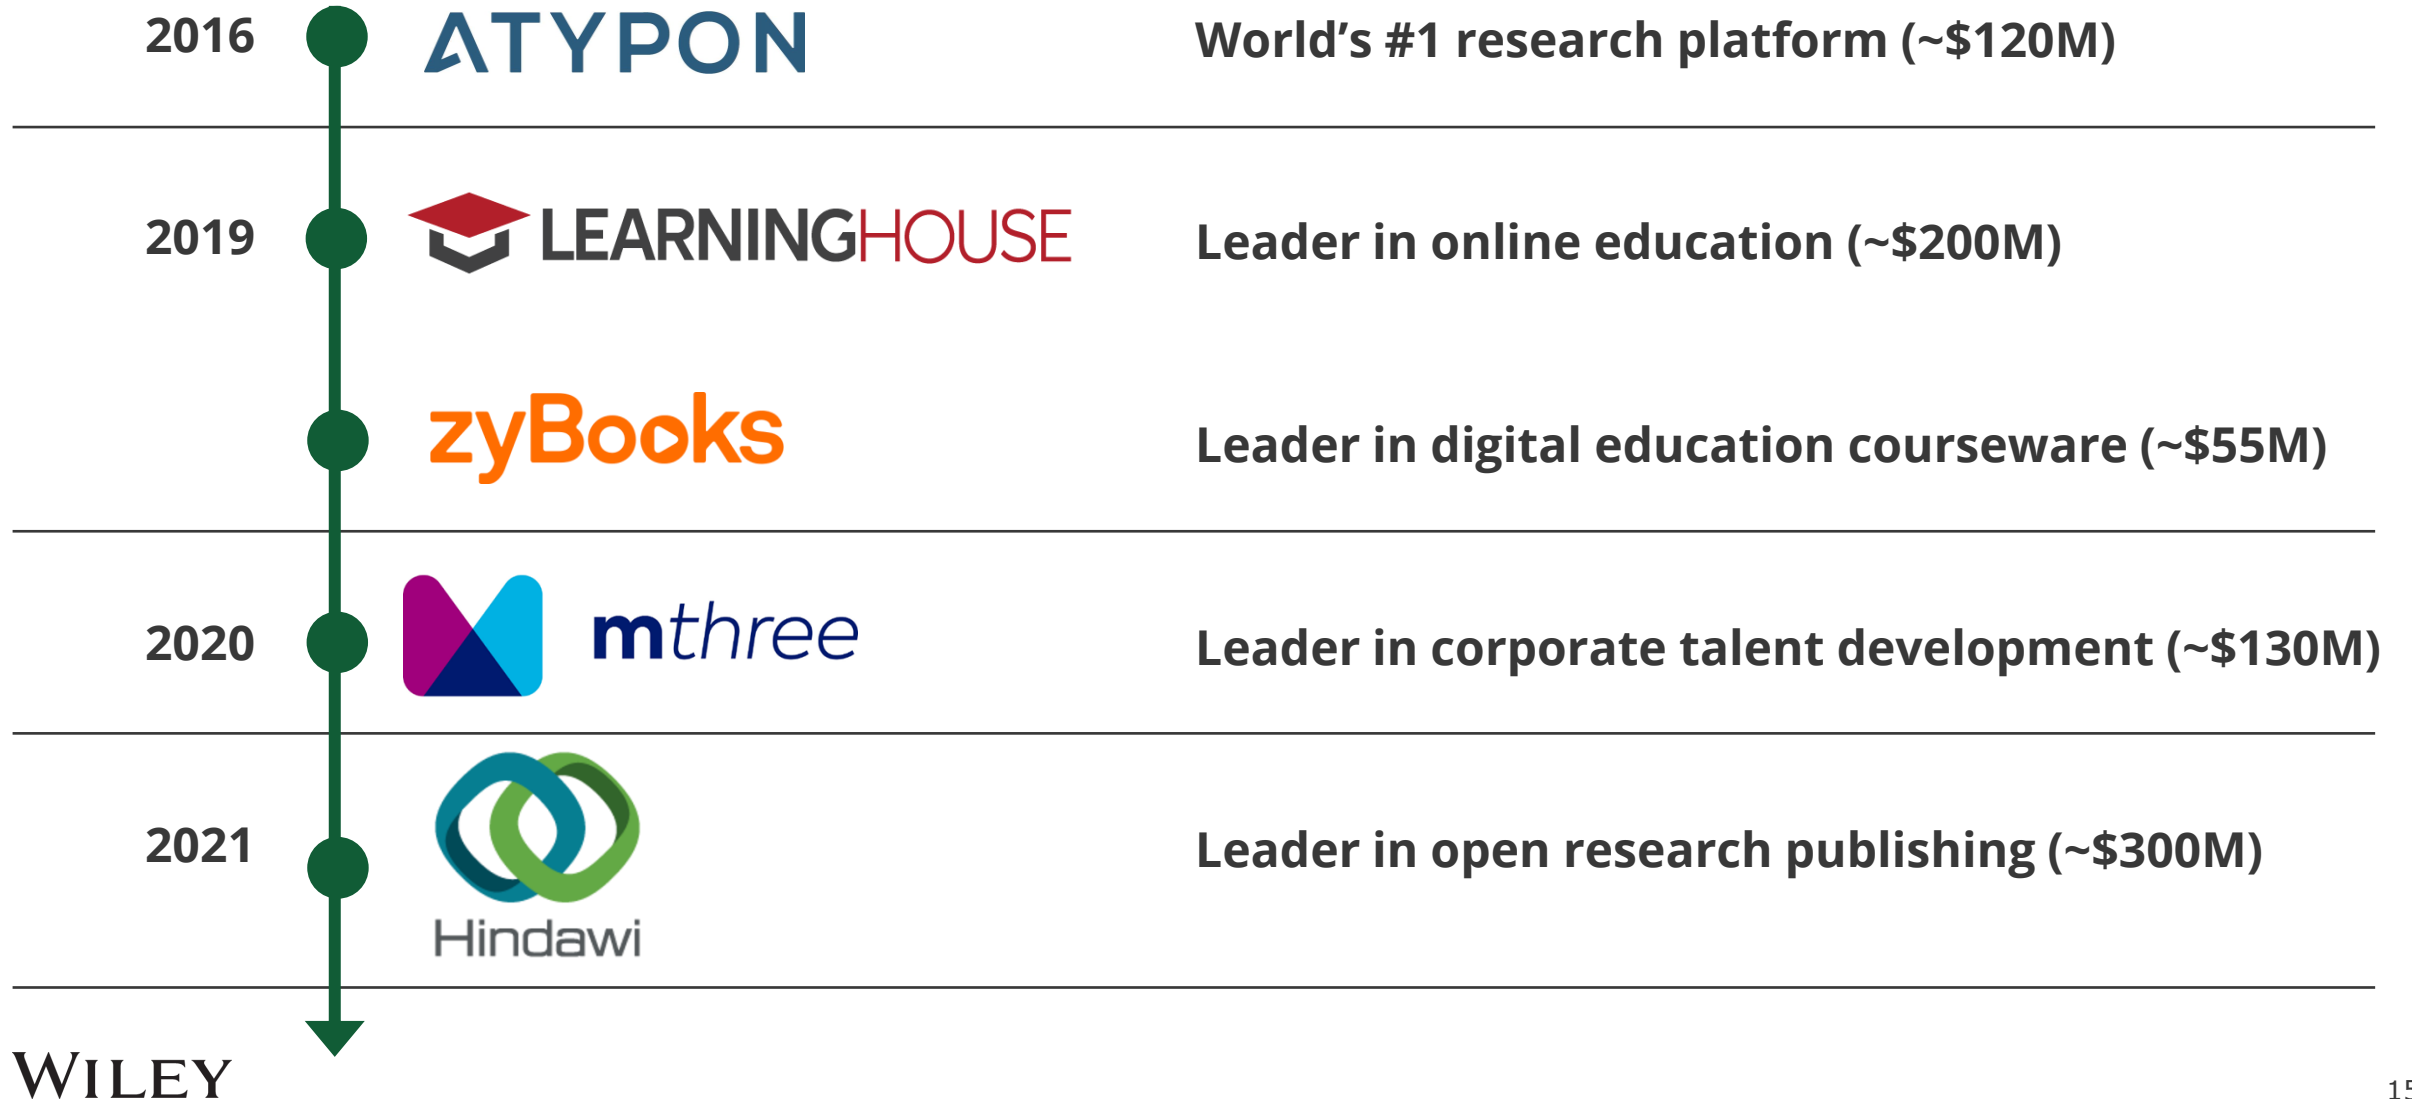 2016 ATYPON World’s #1 research platform (~$120M)
2019 LEARNINGHOUSE Leader in online education (~$200M)
zyBooks Leader in digital education courseware (~$55M)
2020 mthree Leader in corporate talent development (~$130M)
2021 Leader in open research publishing (~$300M)
Hindawi
WILEY
15